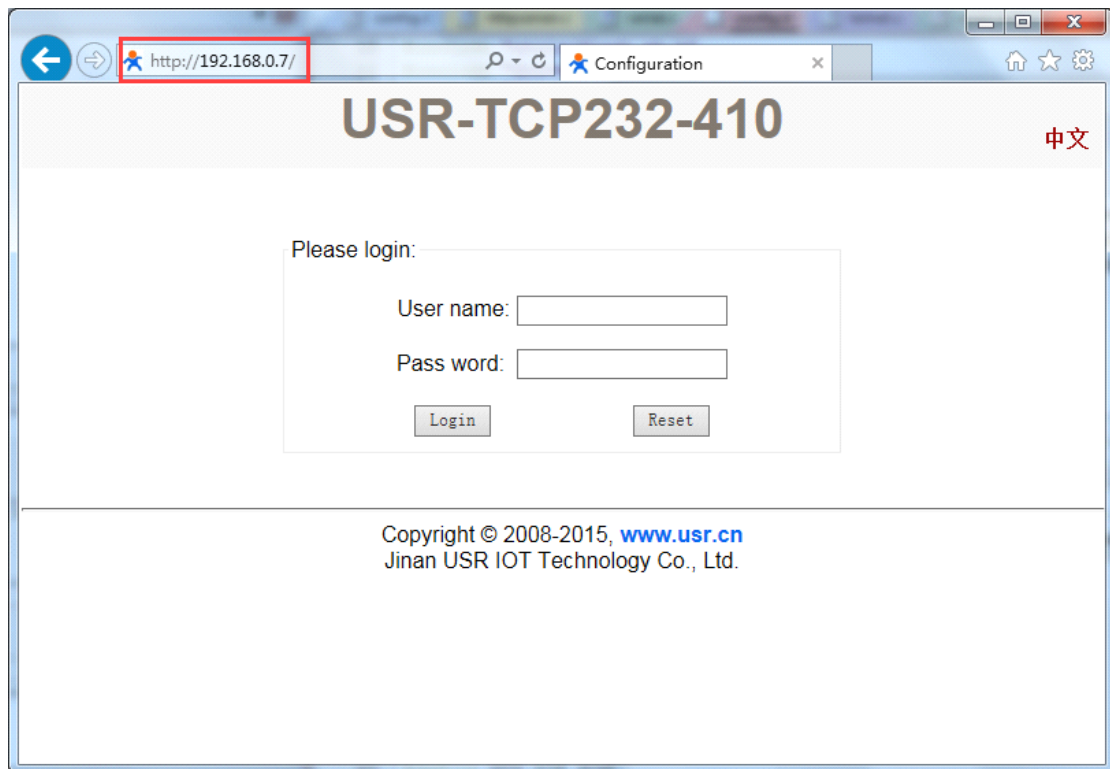 http://192.168.0.7/
Configuration
USR-TCP232-410
中文
Please login:
User name:
Pass word:
Login Reset
Copyright © 2008-2015, www.usr.cn
Jinan USR IOT Technology Co., Ltd.